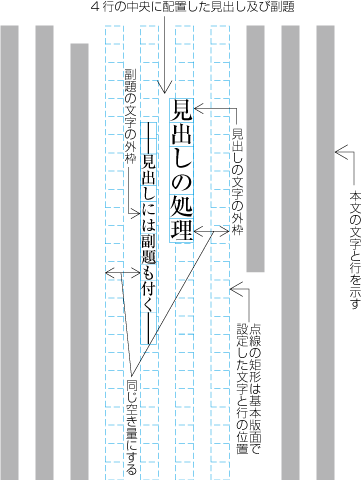 4行の中央に配置した見出し及び副題
本文の文字と行を示す
点線の矩形は基本版面で
設定した文字と行の位置
見出しの文字の外枠
見出しの処理
――見出しには副題も付く――
副題の文字の外枠
同じ空き量にする